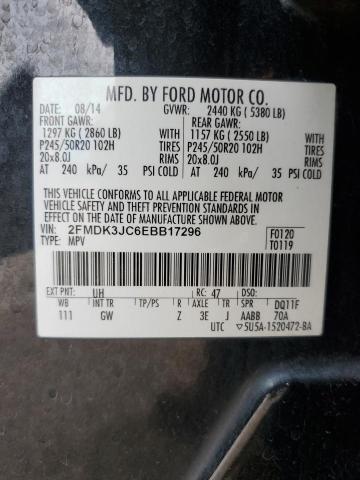 MFD. BY FORD MOTOR CO.
DATE: 08/14 GVWR: 2440 KG ( 5380 LB)
FRONT GAWR: REAR GAWR:
1297 KG ( 2860 LB) 1157 KG ( 2550 LB)
P245/50R20 102H TIRES P245/50R20 102H TIRES
20x8.0J RIMS 20x8.0J RIMS
AT 240 kPa/ 35 PSI COLD AT 240 kPa/ 35 PSI COLD
THIS VEHICLE CONFORMS TO ALL APPLICABLE FEDERAL MOTOR
VEHICLE SAFETY AND BUMPER STANDARDS IN EFFECT ON THE DATE OF
MANUFACTURE SHOWN ABOVE.
VIN: 2FMDK3JC6EBB17296 F0120
TYPE: MPV T0119
EXT PNT: UH RC: 47 DSO:
WB INT TR TP/PS R AXLE TR SPR DQ11F
111 GW Z 3E J AABB 70A
UTC ▽5U5A-1520472-BA